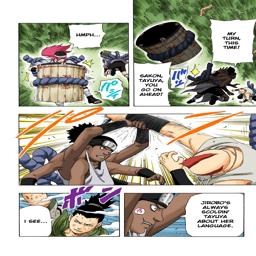 HMPH...
MY
TURN,
THIS
TIME!
SAKON,
TAYUYA,
YOU
GO ON
AHEAD!
I SEE...
JIROBO'S
ALWAYS
SCOLDIN'
TAYUYA
ABOUT HER
LANGUAGE.